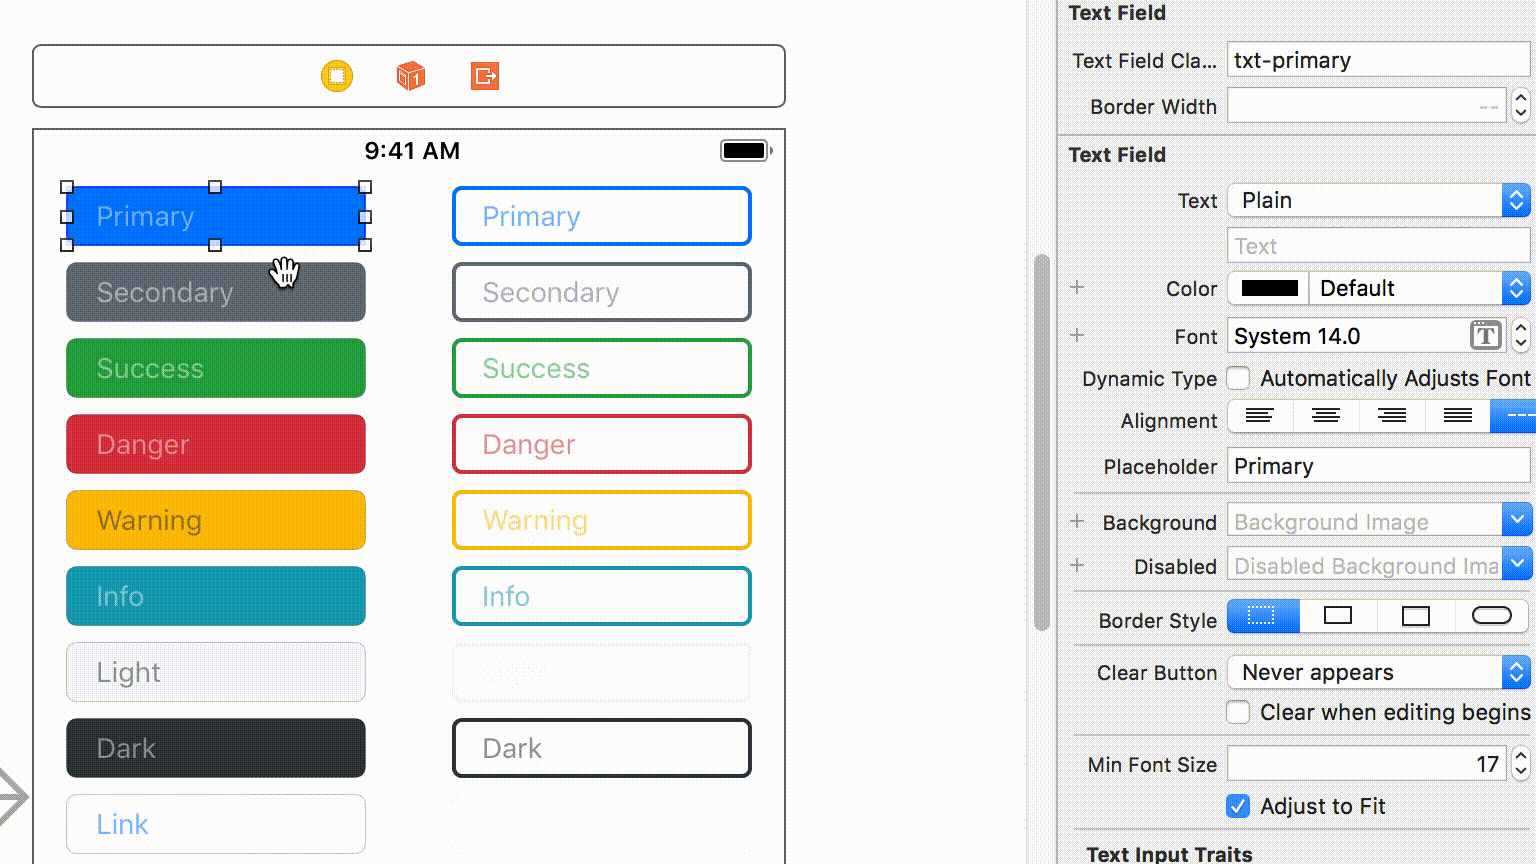 9:41 AM
Primary Primary
Secondary Secondary
Success Success
Danger Danger
Warning Warning
Info Info
Light Light
Dark Dark
Link
Text Field
Text Field Cla... txt-primary
Border Width --
Text Field
Text Plain
Text
Color Default
Font System 14.0 T
Dynamic Type Automatically Adjusts Font
Alignment ---
Placeholder Primary
Background Background Image
Disabled Disabled Background Ima
Border Style
Clear Button Never appears
Clear when editing begins
Min Font Size 17
Adjust to Fit
Text Input Traits